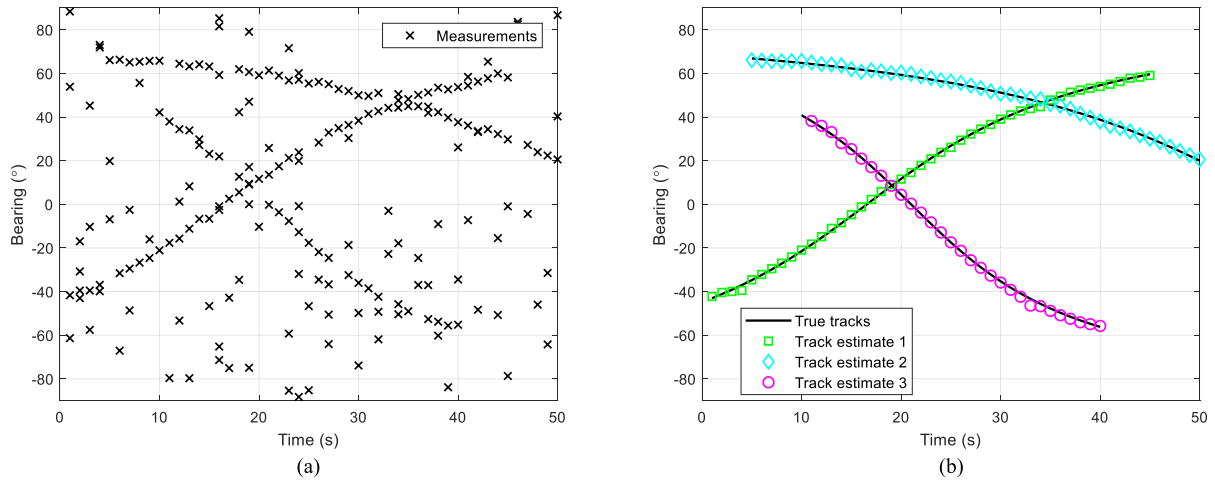 80
60
40
20
0
-20
-40
-60
-80
Bearing (°)
0 10 20 30 40 50
Time (s)
Measurements
(a)
80
60
40
20
0
-20
-40
-60
-80
Bearing (°)
0 10 20 30 40 50
Time (s)
True tracks
Track estimate 1
Track estimate 2
Track estimate 3
(b)